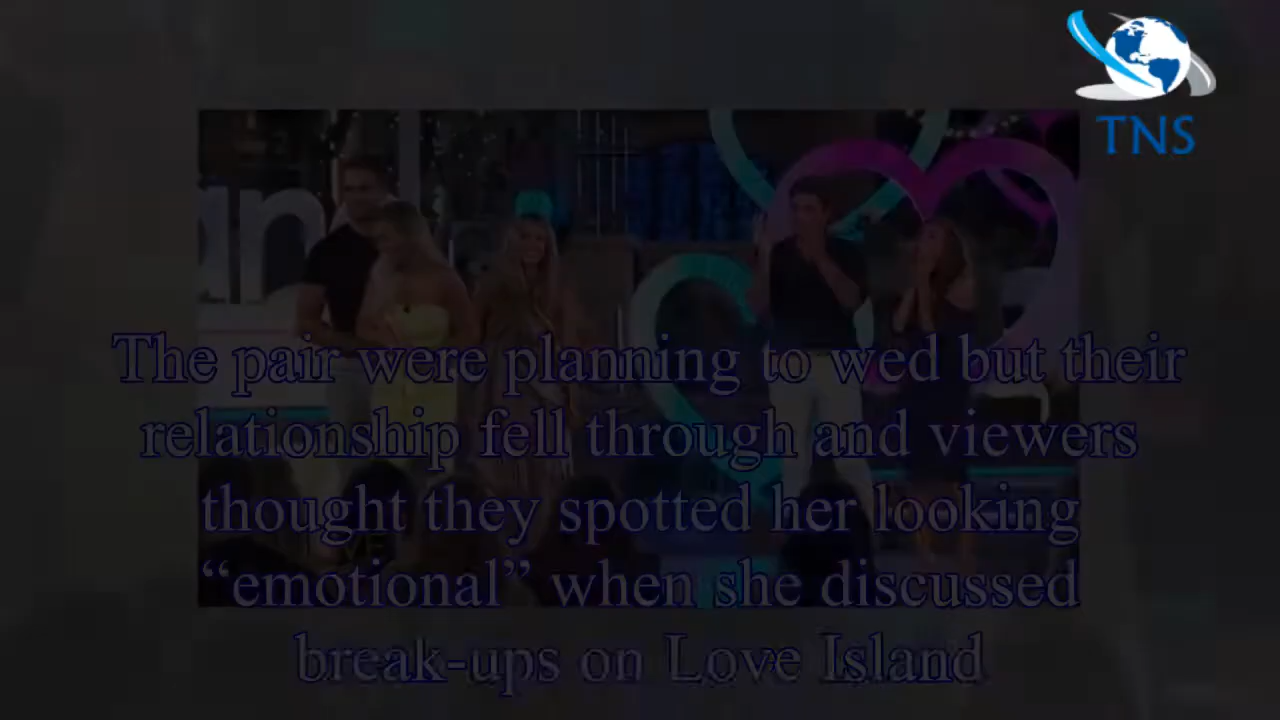 TNS
The pair were planning to wed but their
relationship fell through and viewers
thought they spotted her looking
“emotional” when she discussed
break-ups on Love Island